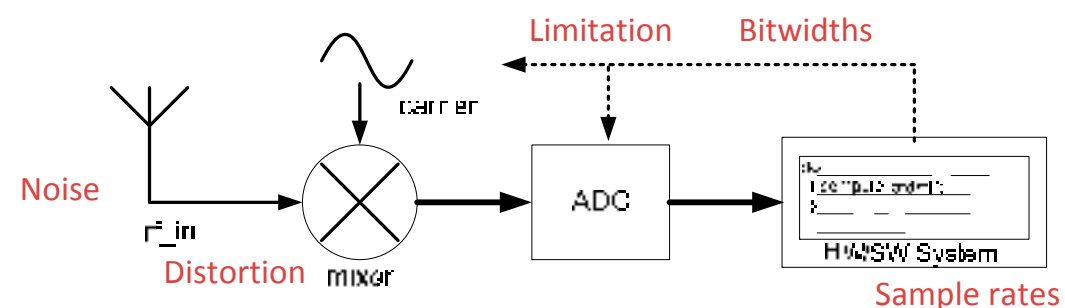 Limitation Bitwidths
carrier
Noise
ADC
rf_in
Distortion
mixer
HW/SW System
Sample rates